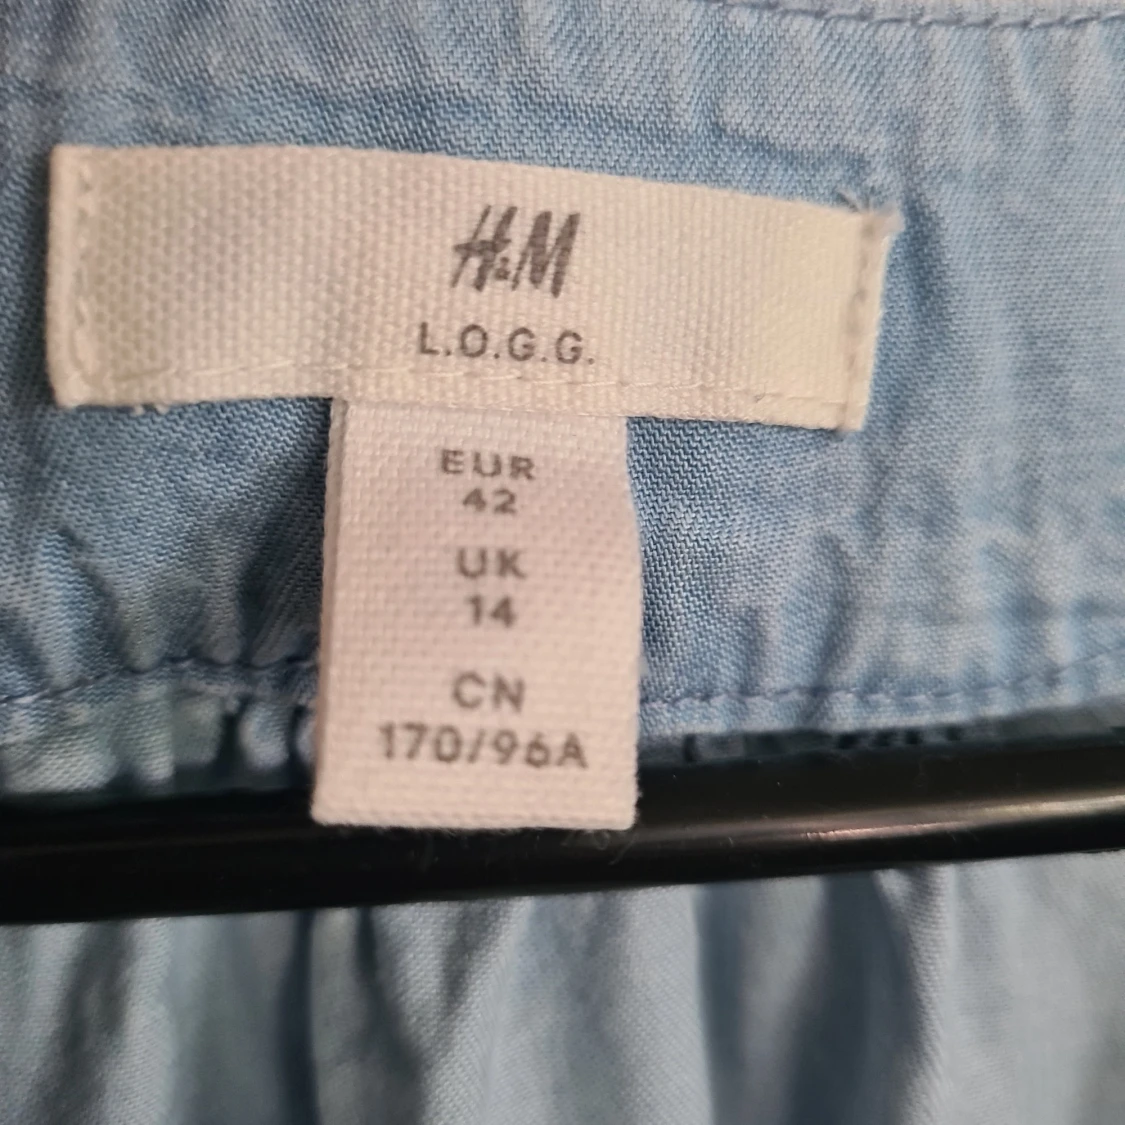 H&M
L.O.G.G.
EUR
42
UK
14
CN
170/96A